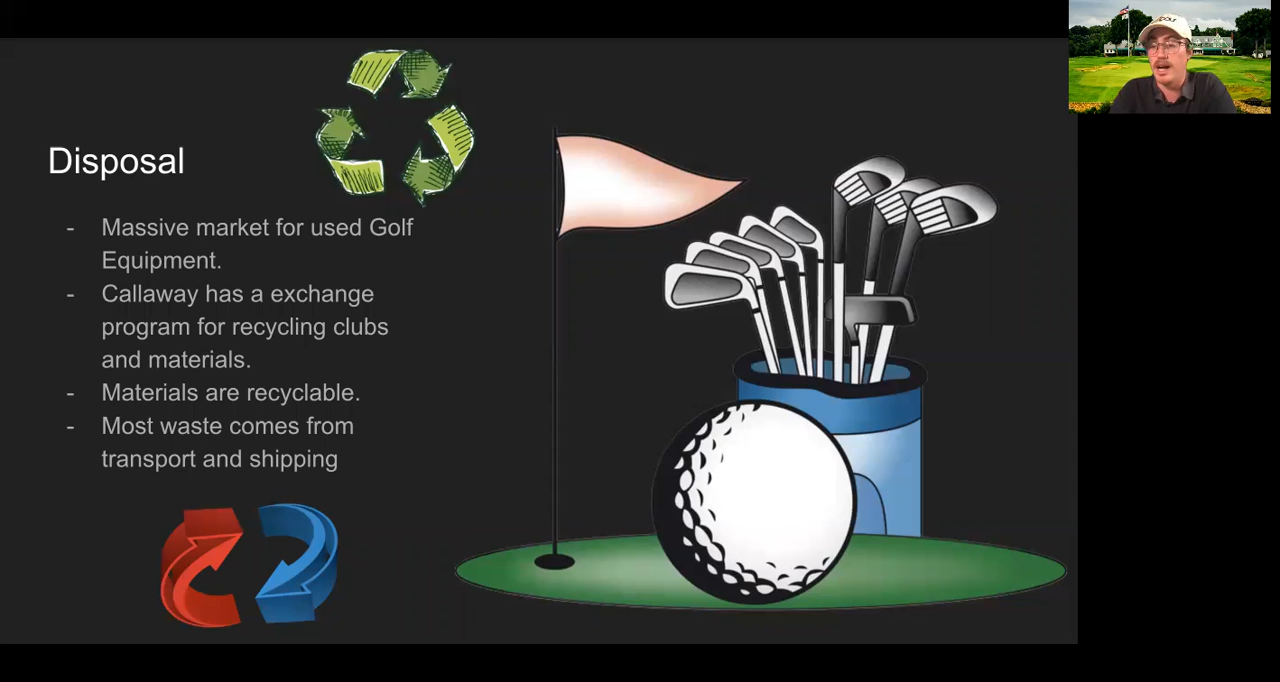 Disposal
- Massive market for used Golf
Equipment.
- Callaway has a exchange
program for recycling clubs
and materials.
- Materials are recyclable.
- Most waste comes from
transport and shipping